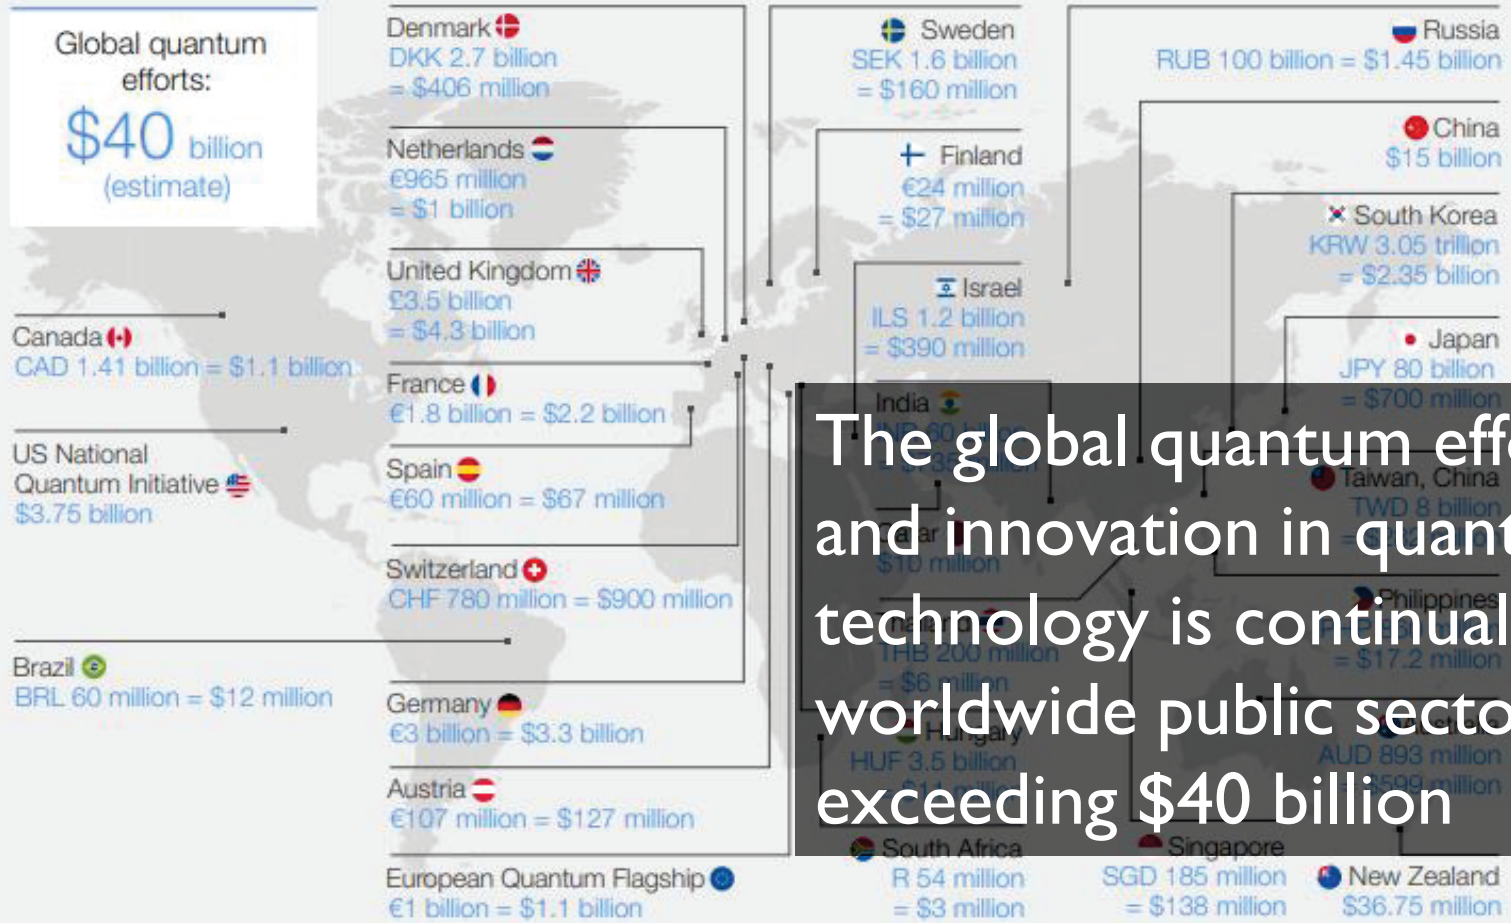 Global quantum
efforts:
$40 billion
(estimate)
Canada
CAD 1.41 billion = $1.1 billion
US National
Quantum Initiative
$3.75 billion
Brazil
BRL 60 million = $12 million
Denmark
DKK 2.7 billion
= $406 million
Netherlands
€965 million
= $1 billion
United Kingdom
£3.5 billion
= $4.3 billion
France
€1.8 billion = $2.2 billion
Spain
€60 million = $67 million
Switzerland
CHF 780 million = $900 million
Germany
€3 billion = $3.3 billion
Austria
€107 million = $127 million
European Quantum Flagship
€1 billion = $1.1 billion
Sweden
SEK 1.6 billion
= $160 million
Finland
€24 million
= $27 million
Israel
ILS 1.2 billion
= $390 million
India
Qatar
$10 million
Thailand
THB 200 million
= $6 million
Hungary
HUF 3.5 billion
South Africa
R 54 million
= $3 million
Russia
RUB 100 billion = $1.45 billion
China
$15 billion
South Korea
KRW 3.05 trillion
= $2.35 billion
Japan
JPY 80 billion
= $700 million
Taiwan, China
TWD 8 billion
Philippines
= $17.2 million
Australia
AUD 893 million
= $599 million
Singapore
SGD 185 million
= $138 million
New Zealand
$36.75 million
The global quantum eff
and innovation in quant
technology is continual
worldwide public secto
exceeding $40 billion